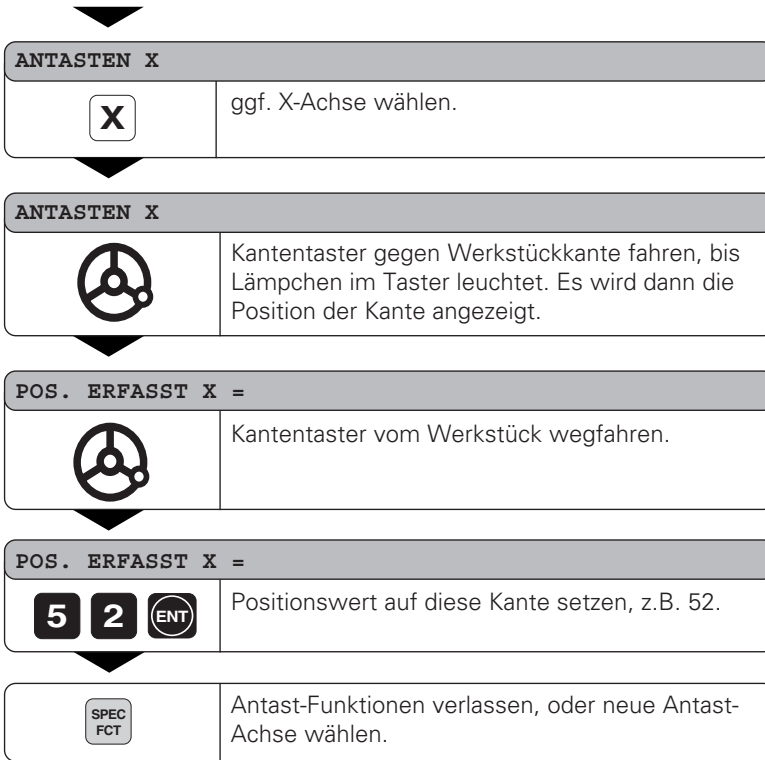 ANTASTEN X
X
ggf. X-Achse wählen.
ANTASTEN X
Kantentaster gegen Werkstückkante fahren, bis
Lämpchen im Taster leuchtet. Es wird dann die
Position der Kante angezeigt.
POS. ERFASST X =
Kantentaster vom Werkstück wegfahren.
POS. ERFASST X =
5 2 ENT
Positionswert auf diese Kante setzen, z.B. 52.
SPEC
FCT
Antast-Funktionen verlassen, oder neue Antast-
Achse wählen.